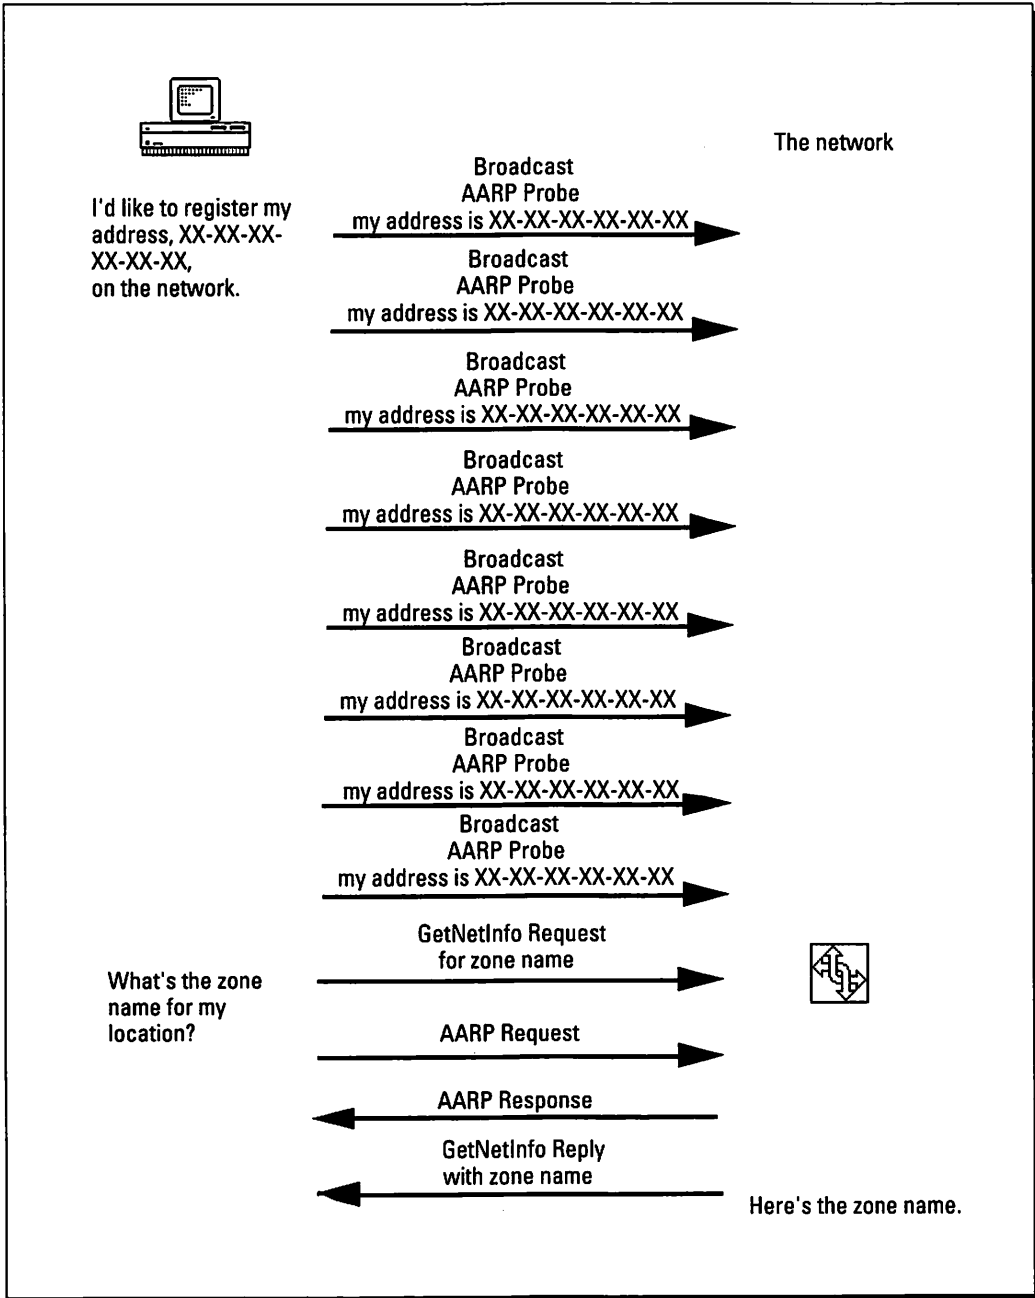 The network
I'd like to register my
address, XX-XX-XX-
XX-XX-XX,
on the network.
Broadcast
AARP Probe
my address is XX-XX-XX-XX-XX-XX
Broadcast
AARP Probe
my address is XX-XX-XX-XX-XX-XX
Broadcast
AARP Probe
my address is XX-XX-XX-XX-XX-XX
Broadcast
AARP Probe
my address is XX-XX-XX-XX-XX-XX
Broadcast
AARP Probe
my address is XX-XX-XX-XX-XX-XX
Broadcast
AARP Probe
my address is XX-XX-XX-XX-XX-XX
Broadcast
AARP Probe
my address is XX-XX-XX-XX-XX-XX
Broadcast
AARP Probe
my address is XX-XX-XX-XX-XX-XX
GetNetInfo Request
for zone name
What's the zone
name for my
location?
AARP Request
AARP Response
GetNetInfo Reply
with zone name
Here's the zone name.